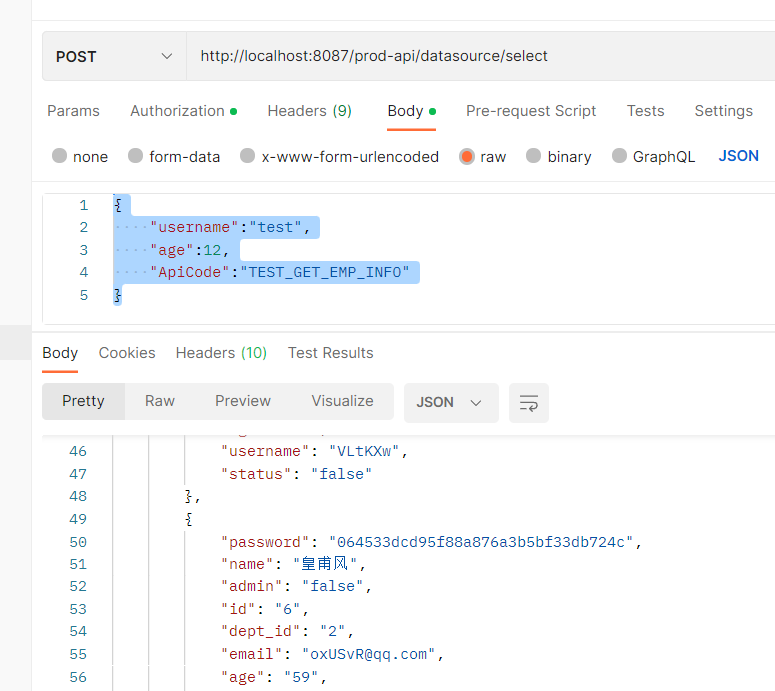 POST http://localhost:8087/prod-api/datasource/select
Params Authorization Headers (9) Body Pre-request Script Tests Settings
none form-data x-www-form-urlencoded raw binary GraphQL JSON
1 {
2 "username":"test",
3 "age":12,
4 "ApiCode":"TEST_GET_EMP_INFO"
5 }
Body Cookies Headers (10) Test Results
Pretty Raw Preview Visualize JSON
46 "username": "VLtKXw",
47 "status": "false"
48 },
49 {
50 "password": "064533dcd95f88a876a3b5bf33db724c",
51 "name": "皇甫风",
52 "admin": "false",
53 "id": "6",
54 "dept_id": "2",
55 "email": "oxUSvR@qq.com",
56 "age": "59",